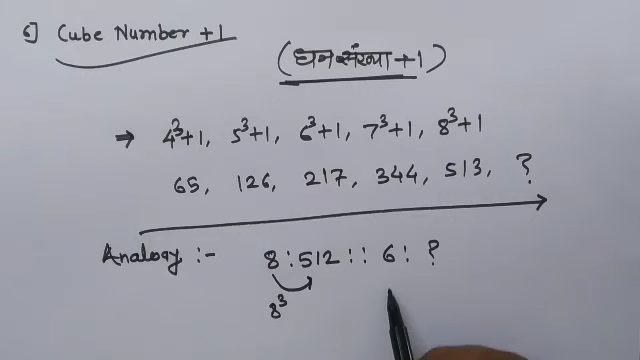 6] Cube Number +1
(घन संख्या +1)
→ 4³+1, 5³+1, 6³+1, 7³+1, 8³+1
65, 126, 217, 344, 513, ?
Analogy :- 8 : 512 : : 6 : ?
8³